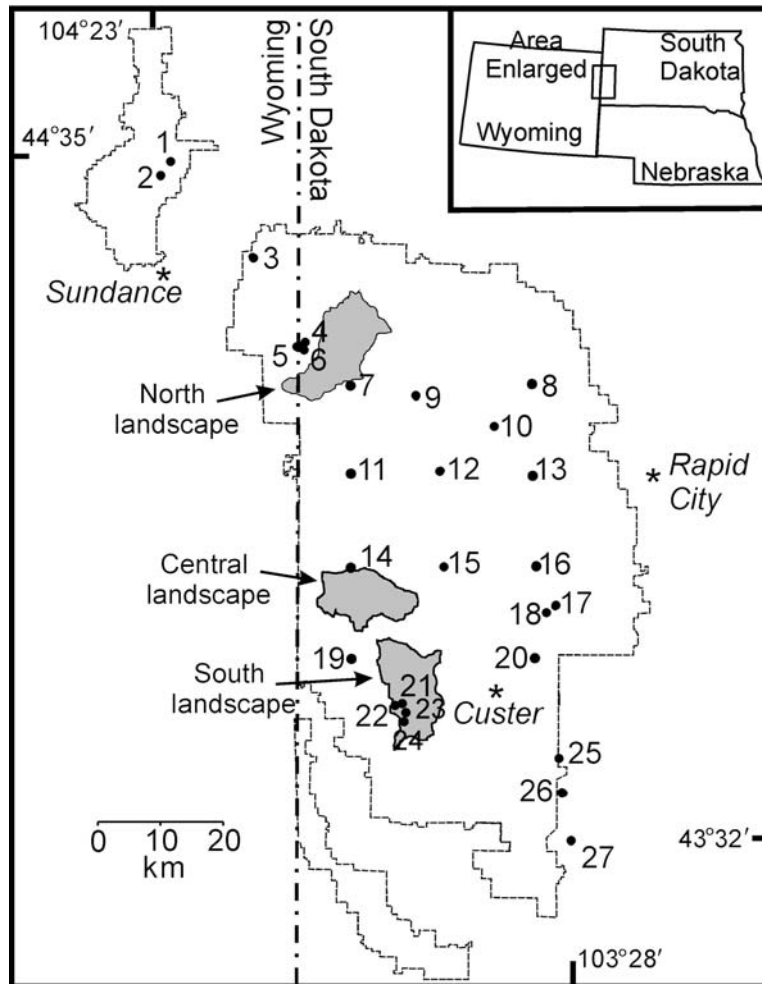 104°23′
44°35′
Wyoming
South Dakota
Area
Enlarged
South
Dakota
Wyoming
Nebraska
1
2
3
Sundance
*
4
5
6
North
landscape
7
8
9
10
11
12
13
* Rapid
City
Central
landscape
14
15
16
17
18
19
20
South
landscape
21
22
23
24
*
Custer
25
26
27
0 10 20
km
43°32′
103°28′